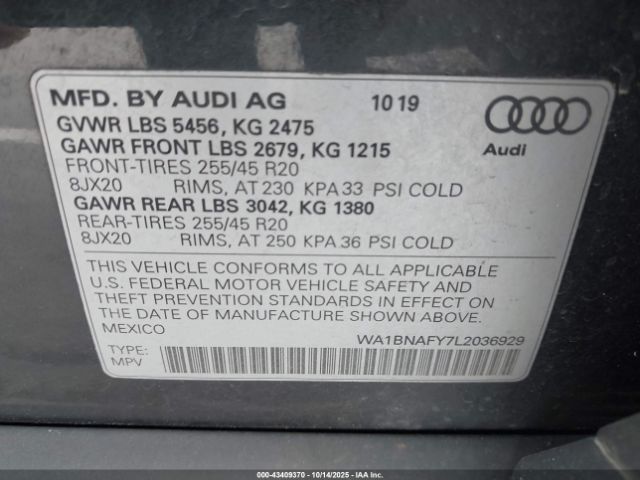 MFD. BY AUDI AG 10 19
GVWR LBS 5456, KG 2475
GAWR FRONT LBS 2679, KG 1215
FRONT-TIRES 255/45 R20
8JX20 RIMS, AT 230 KPA 33 PSI COLD
GAWR REAR LBS 3042, KG 1380
REAR-TIRES 255/45 R20
8JX20 RIMS, AT 250 KPA 36 PSI COLD
Audi
THIS VEHICLE CONFORMS TO ALL APPLICABLE
U.S. FEDERAL MOTOR VEHICLE SAFETY AND
THEFT PREVENTION STANDARDS IN EFFECT ON
THE DATE OF MANUFACTURE SHOWN ABOVE.
MEXICO
WA1BNAFY7L2036929
TYPE:
MPV
000-43409370 | 10/14/2025 | IAA Inc.